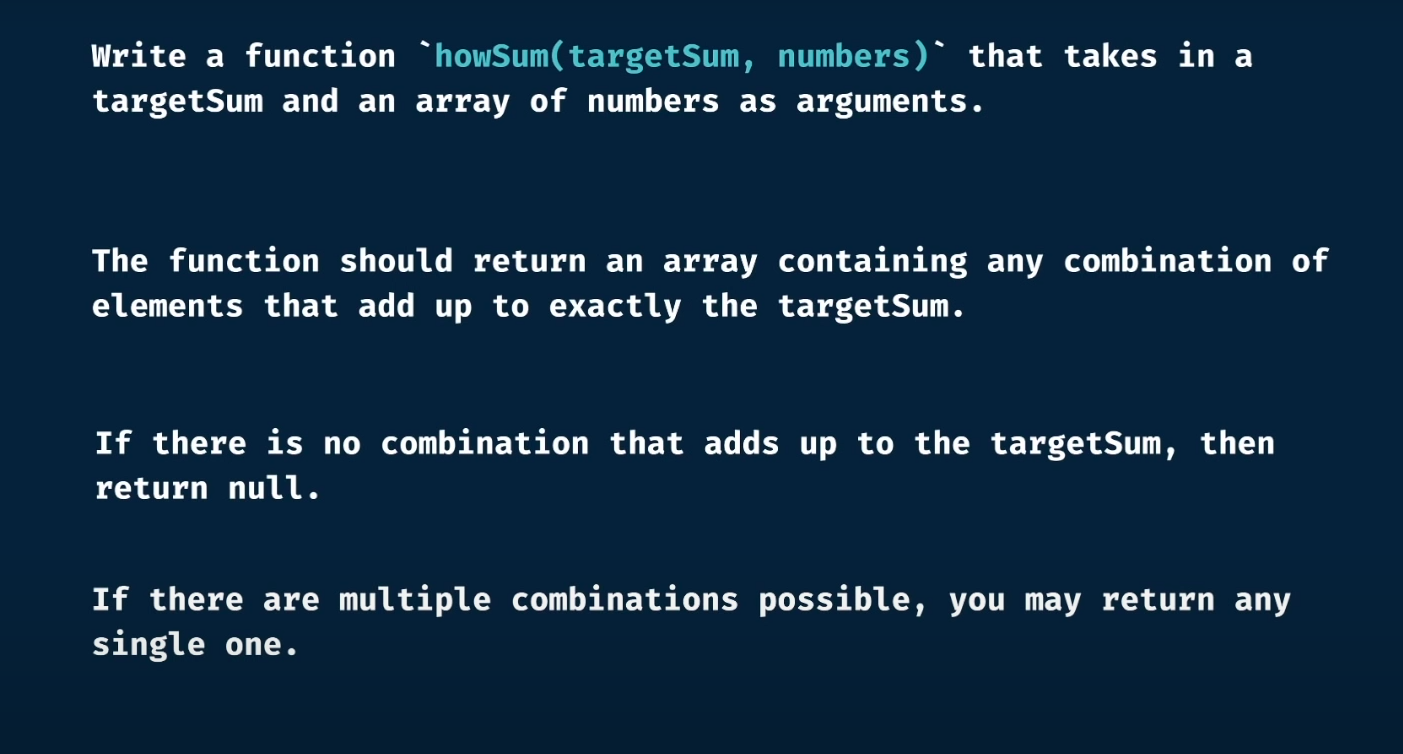 Write a function `howSum(targetSum, numbers)` that takes in a
targetSum and an array of numbers as arguments.
The function should return an array containing any combination of
elements that add up to exactly the targetSum.
If there is no combination that adds up to the targetSum, then
return null.
If there are multiple combinations possible, you may return any
single one.